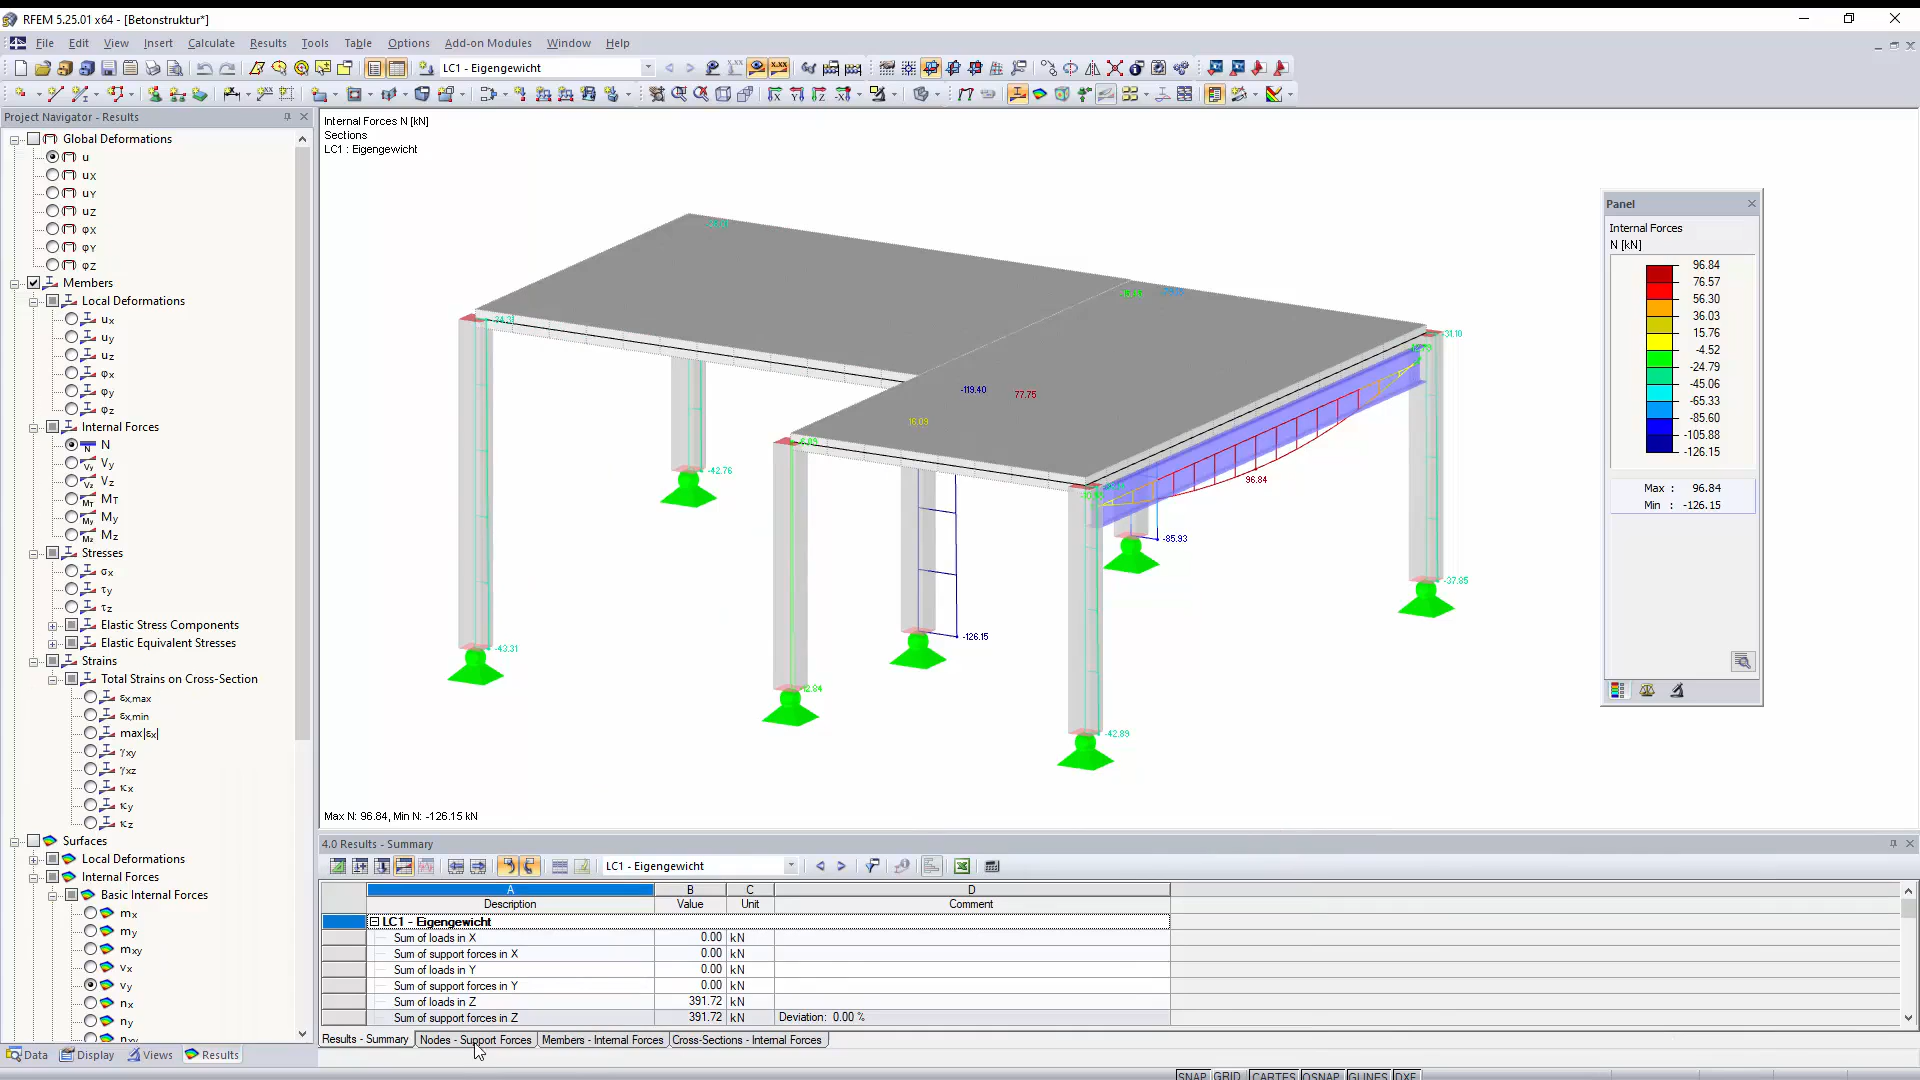 RFEM 5.25.01 x64 - [Betonstruktur*]
File Edit View Insert Calculate Results Tools Table Options Add-on Modules Window Help
LC1 - Eigengewicht
Project Navigator - Results
Global Deformations
u
uX
uY
uZ
φX
φY
φZ
Members
Local Deformations
ux
uy
uz
φx
φy
φz
Internal Forces
N
Vy
Vz
MT
My
Mz
Stresses
σx
τy
τz
Elastic Stress Components
Elastic Equivalent Stresses
Strains
Total Strains on Cross-Section
εx,max
εx,min
max|εx|
γxy
γxz
κx
κy
κz
Surfaces
Local Deformations
Internal Forces
Basic Internal Forces
mx
my
mxy
vx
vy
nx
ny
nxy
Data Display Views Results
Internal Forces N [kN]
Sections
LC1 : Eigengewicht
-31.10
-119.40
77.75
16.09
-42.76
96.84
-85.93
-37.85
-126.15
-43.31
-42.89
Max N: 96.84, Min N: -126.15 kN
Panel
Internal Forces
N [kN]
96.84
76.57
56.30
36.03
15.76
-4.52
-24.79
-45.06
-65.33
-85.60
-105.88
-126.15
Max : 96.84
Min : -126.15
4.0 Results - Summary
LC1 - Eigengewicht
A B C D
Description Value Unit Comment
LC1 - Eigengewicht
Sum of loads in X 0.00 kN
Sum of support forces in X 0.00 kN
Sum of loads in Y 0.00 kN
Sum of support forces in Y 0.00 kN
Sum of loads in Z 391.72 kN
Sum of support forces in Z 391.72 kN Deviation: 0.00 %
Results - Summary Nodes - Support Forces Members - Internal Forces Cross-Sections - Internal Forces
SNAP GRID CARTES OSNAP GLINES DXF